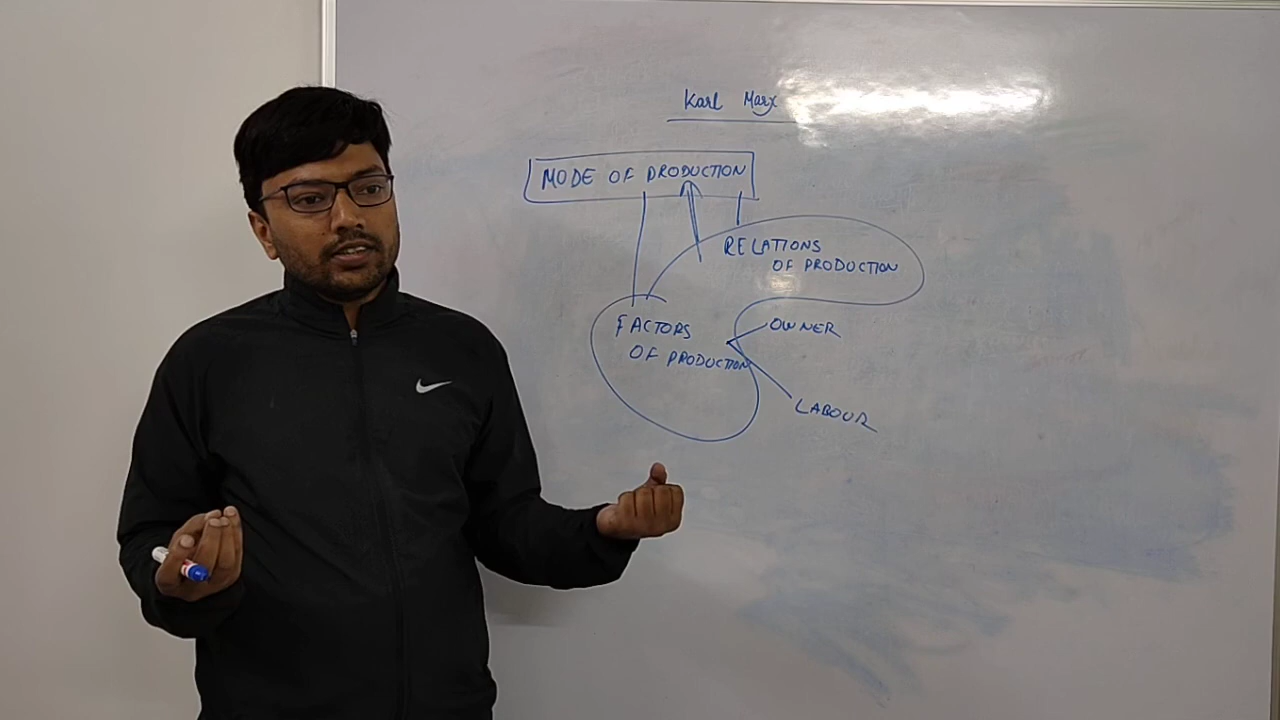 Karl Marx
MODE OF PRODUCTION
RELATIONS
OF PRODUCTION
FACTORS
OF PRODUCTION
OWNER
LABOUR